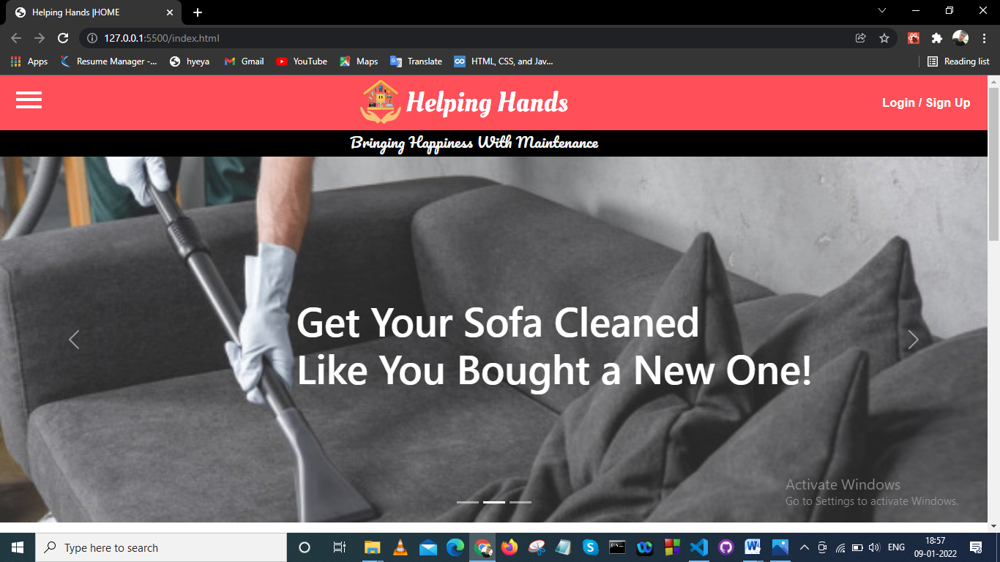 Helping Hands |HOME
127.0.0.1:5500/index.html
Apps Resume Manager -... hyeya Gmail YouTube Maps Translate HTML, CSS, and Jav... Reading list
Helping Hands
Login / Sign Up
Bringing Happiness With Maintenance
Get Your Sofa Cleaned
Like You Bought a New One!
Activate Windows
Go to Settings to activate Windows.
Type here to search
ENG
18:57
09-01-2022